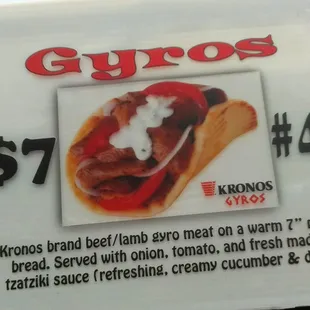 Gyros
$7
#4
KRONOS
GYROS
Kronos brand beef/lamb gyro meat on a warm 7"
bread. Served with onion, tomato, and fresh
tzatziki sauce (refreshing, creamy cucumber &